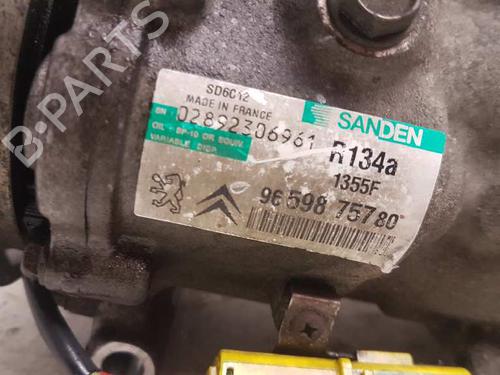 SD6C12
MADE IN FRANCE
SN 02892306961
OIL - SP-10 OR EQUIV.
VARIABLE DISP.
SANDEN
R134a
1355F
96 598 757 80
B-PARTS